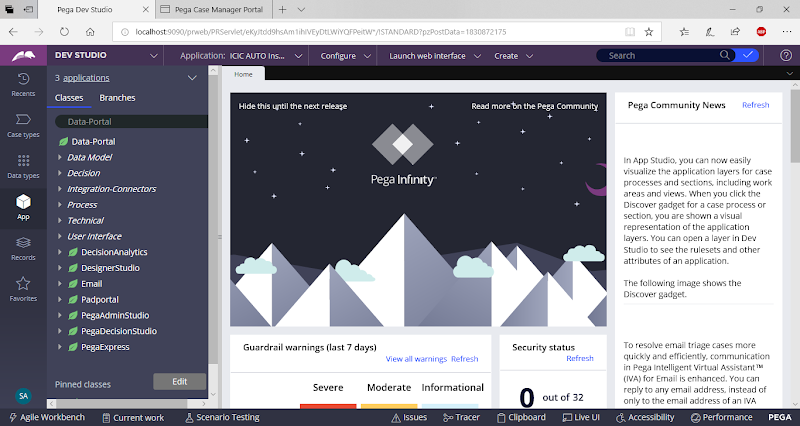 Pega Dev Studio
Pega Case Manager Portal
localhost:9090/prweb/PRServlet/eKyJtdd9hsAm1ihIVEyDtLWiYQFPeitW*/!STANDARD?pzPostData=1830872175
ABP
DEV STUDIO
Application: ICIC AUTO Ins...
Configure
Launch web interface
Create
Search
Recents
Case types
Data types
App
Records
Favorites
SA
3 applications
Classes
Branches
Data-Portal
Data-Portal
Data Model
Decision
Integration-Connectors
Process
Technical
User Interface
DecisionAnalytics
DesignerStudio
Email
Padportal
PegaAdminStudio
PegaDecisionStudio
PegaExpress
Pinned classes
Edit
Home
Hide this until the next release
Read more on the Pega Community
Pega Infinity™
Guardrail warnings (last 7 days)
View all warnings Refresh
Severe
Moderate
Informational
Security status
Refresh
0 out of 32
Pega Community News
Refresh
In App Studio, you can now easily
visualize the application layers for case
processes and sections, including work
areas and views. When you click the
Discover gadget for a case process or
section, you are shown a visual
representation of the application
layers. You can open a layer in Dev
Studio to see the rulesets and other
attributes of an application.
The following image shows the
Discover gadget.
To resolve email triage cases more
quickly and efficiently, communication
in Pega Intelligent Virtual Assistant™
(IVA) for Email is enhanced. You can
reply to any email address, instead of
only to the email address of an IVA
Agile Workbench
Current work
Scenario Testing
Issues
Tracer
Clipboard
Live UI
Accessibility
Performance
PEGA